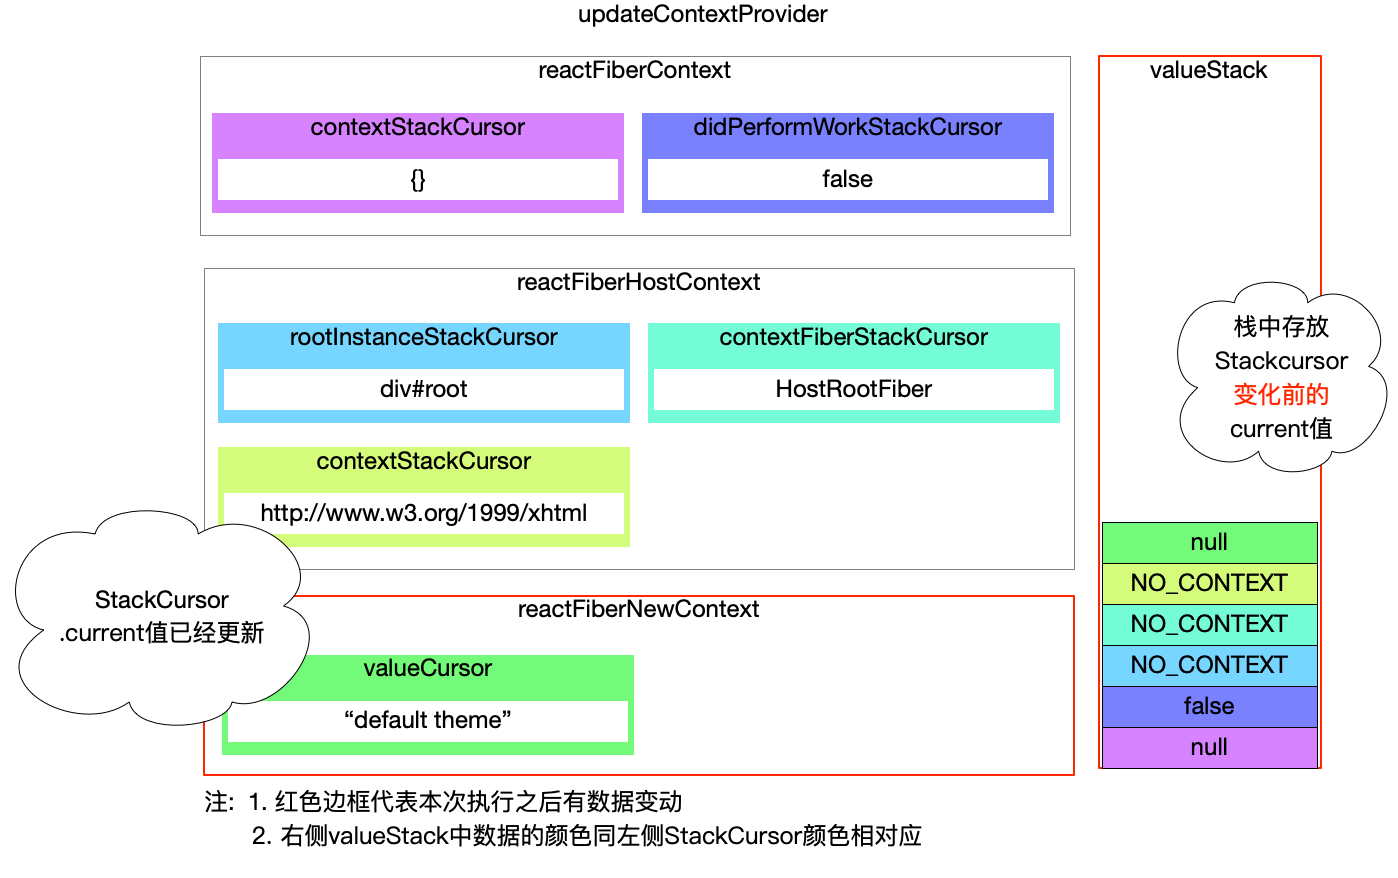 updateContextProvider
reactFiberContext
contextStackCursor
{}
didPerformWorkStackCursor
false
reactFiberHostContext
rootInstanceStackCursor
div#root
contextFiberStackCursor
HostRootFiber
contextStackCursor
http://www.w3.org/1999/xhtml
StackCursor
.current值已经更新
reactFiberNewContext
valueCursor
“default theme”
valueStack
栈中存放
Stackcursor
变化前的
current值
null
NO_CONTEXT
NO_CONTEXT
NO_CONTEXT
false
null
注: 1. 红色边框代表本次执行之后有数据变动
2. 右侧valueStack中数据的颜色同左侧StackCursor颜色相对应